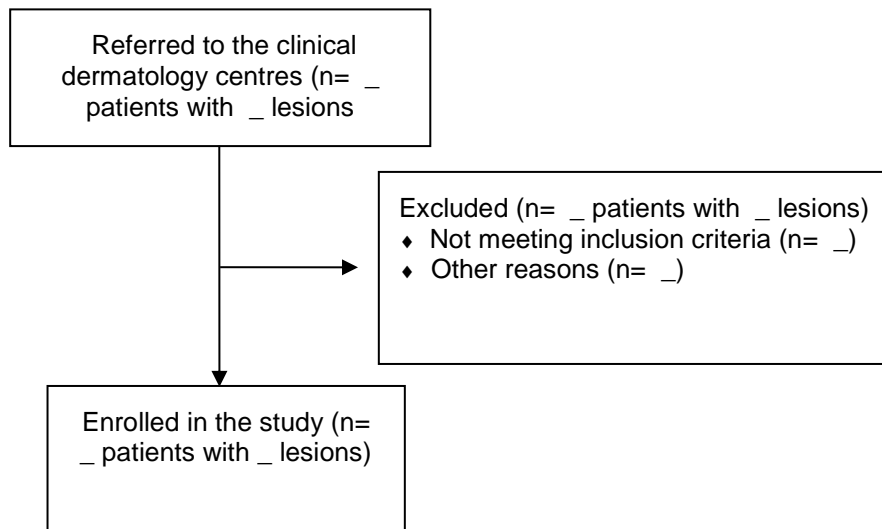 Referred to the clinical
dermatology centres (n= _
patients with _ lesions
Excluded (n= _ patients with _ lesions)
♦ Not meeting inclusion criteria (n= _)
♦ Other reasons (n= _)
Enrolled in the study (n=
_ patients with _ lesions)